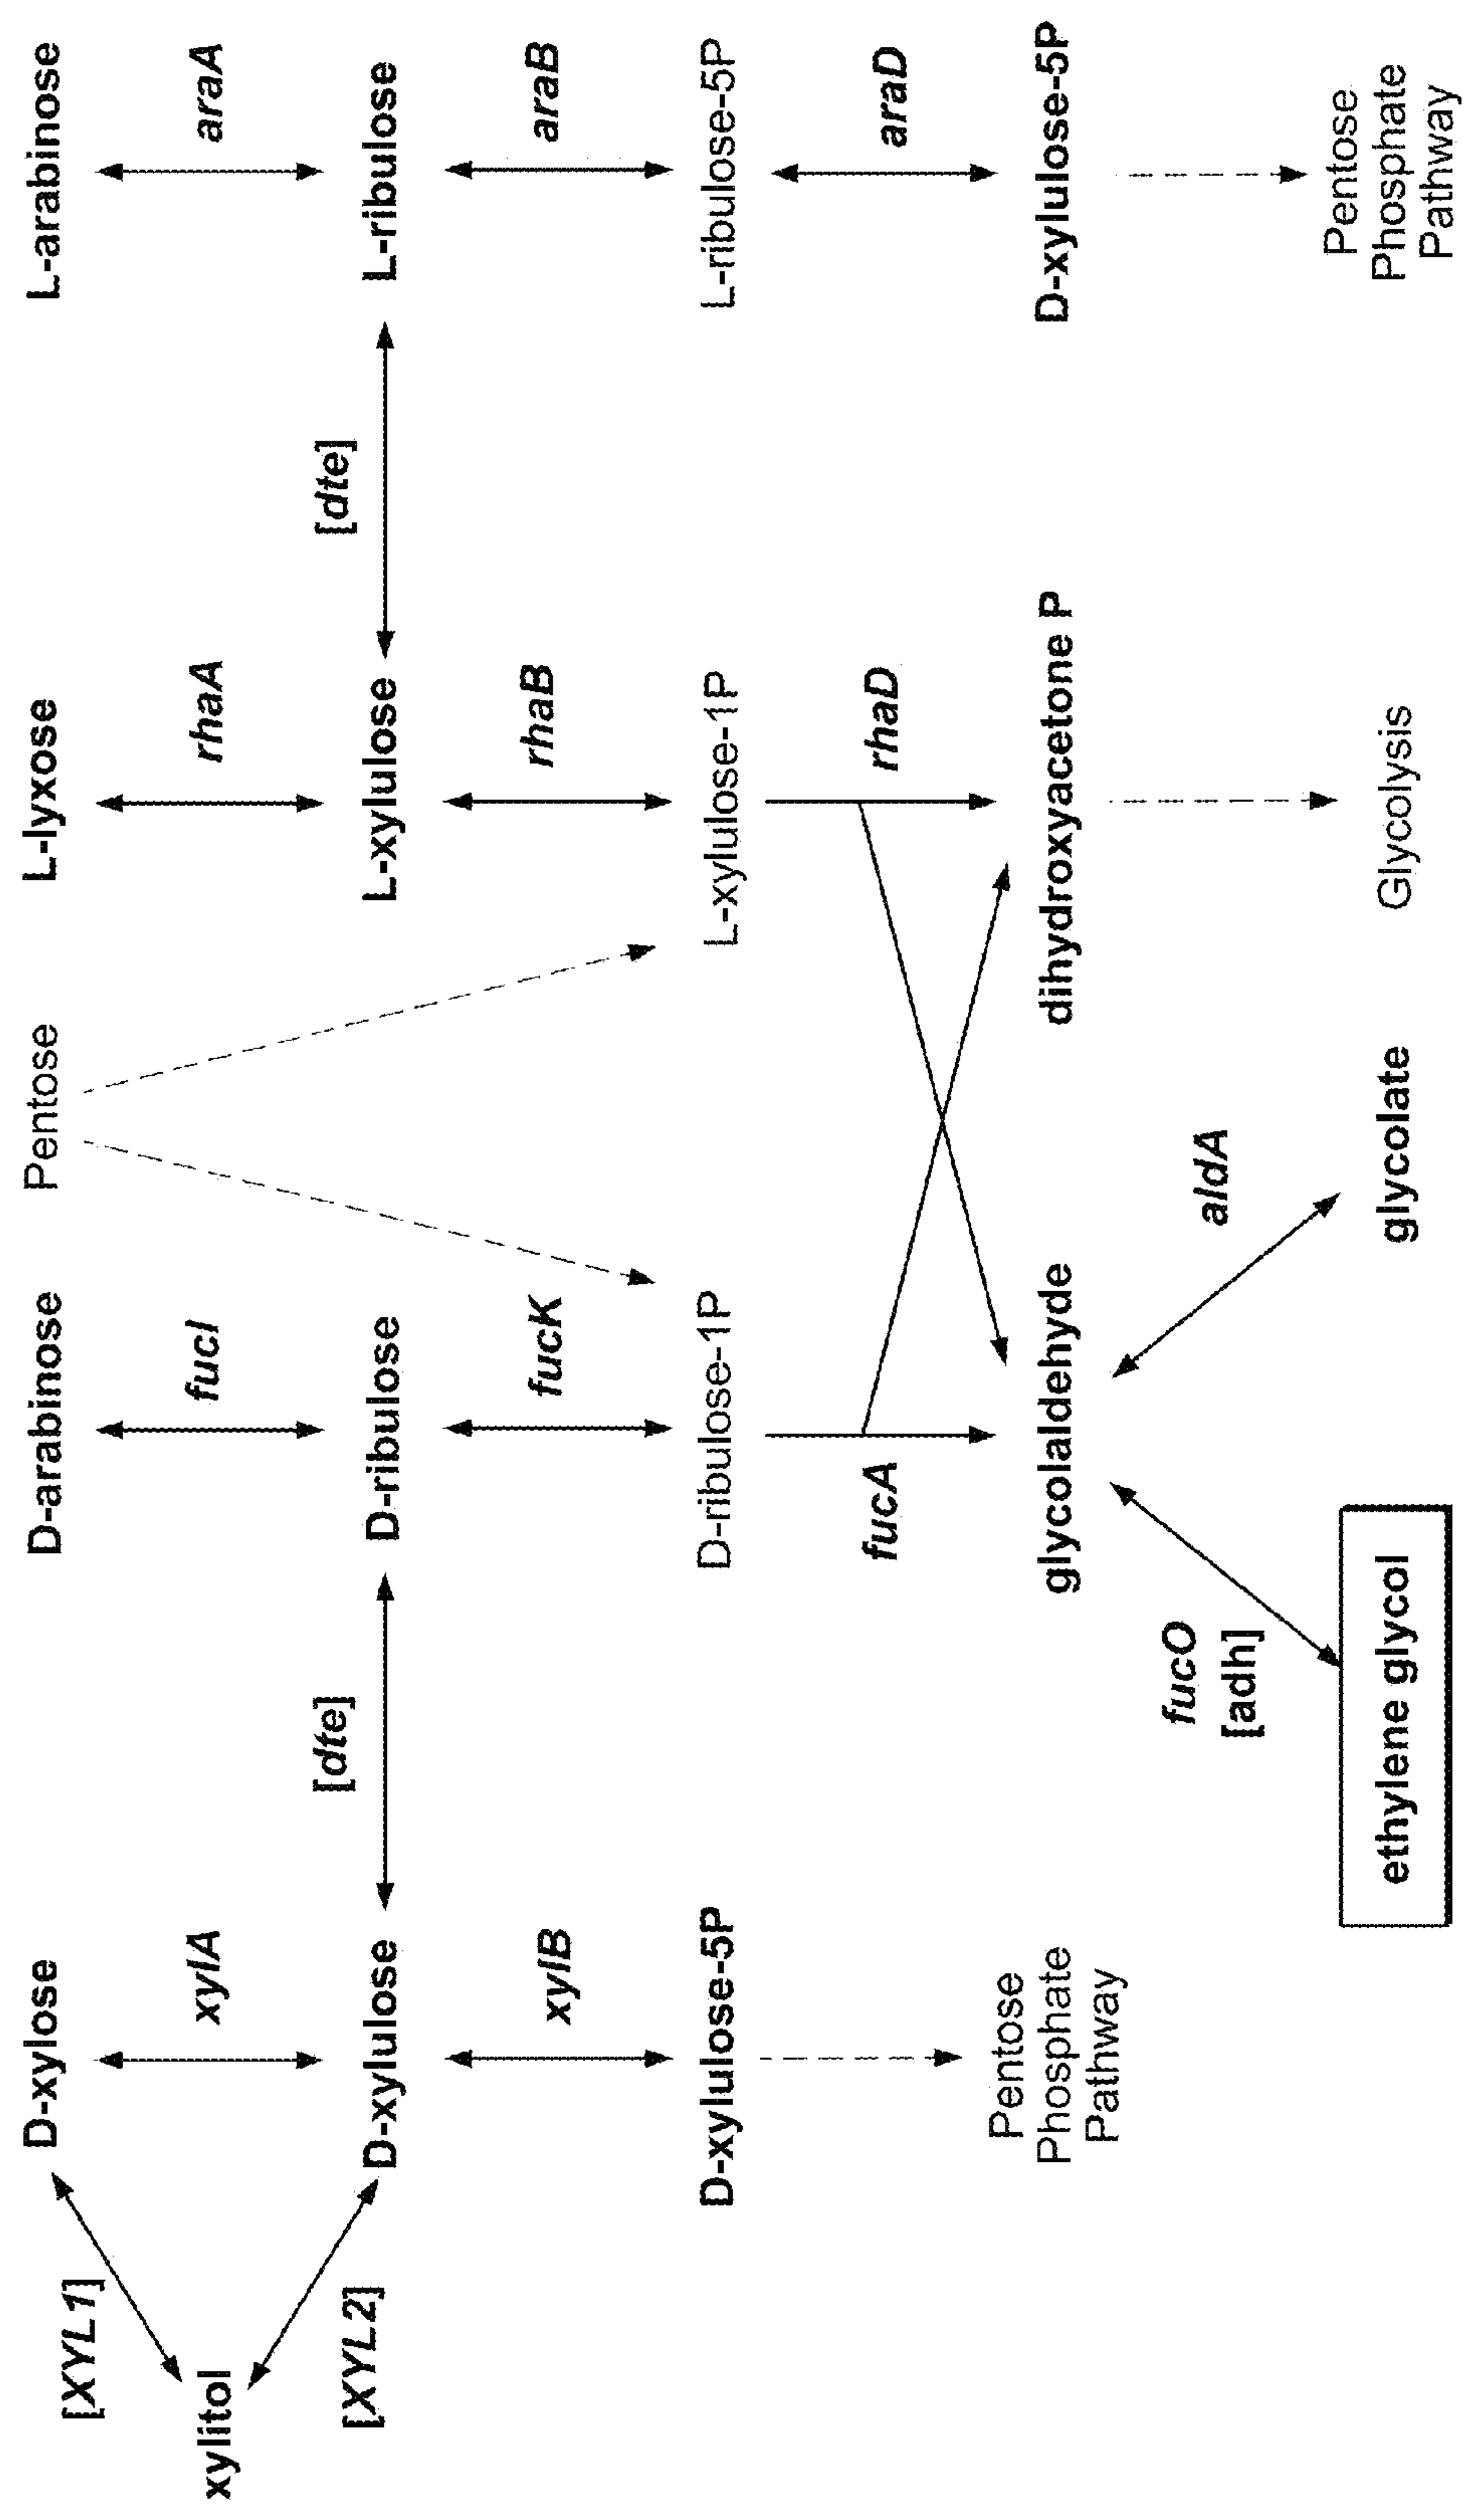 D-xylose
D-arabinose
Pentose
L-lyxose
L-arabinose
[XYL1]
xylA
fucI
rhaA
araA
xylitol
[XYL2]
[dte]
[dte]
D-xylulose
D-ribulose
L-xylulose
L-ribulose
xylB
fucK
rhaB
araB
D-xylulose-5P
D-ribulose-1P
L-xylulose-1P
L-ribulose-5P
fucA
rhaD
araD
Pentose
Phosphate
Pathway
glycolaldehyde
dihydroxyacetone P
D-xylulose-5P
fucO
[adh]
aldA
ethylene glycol
glycolate
Glycolysis
Pentose
Phosphate
Pathway